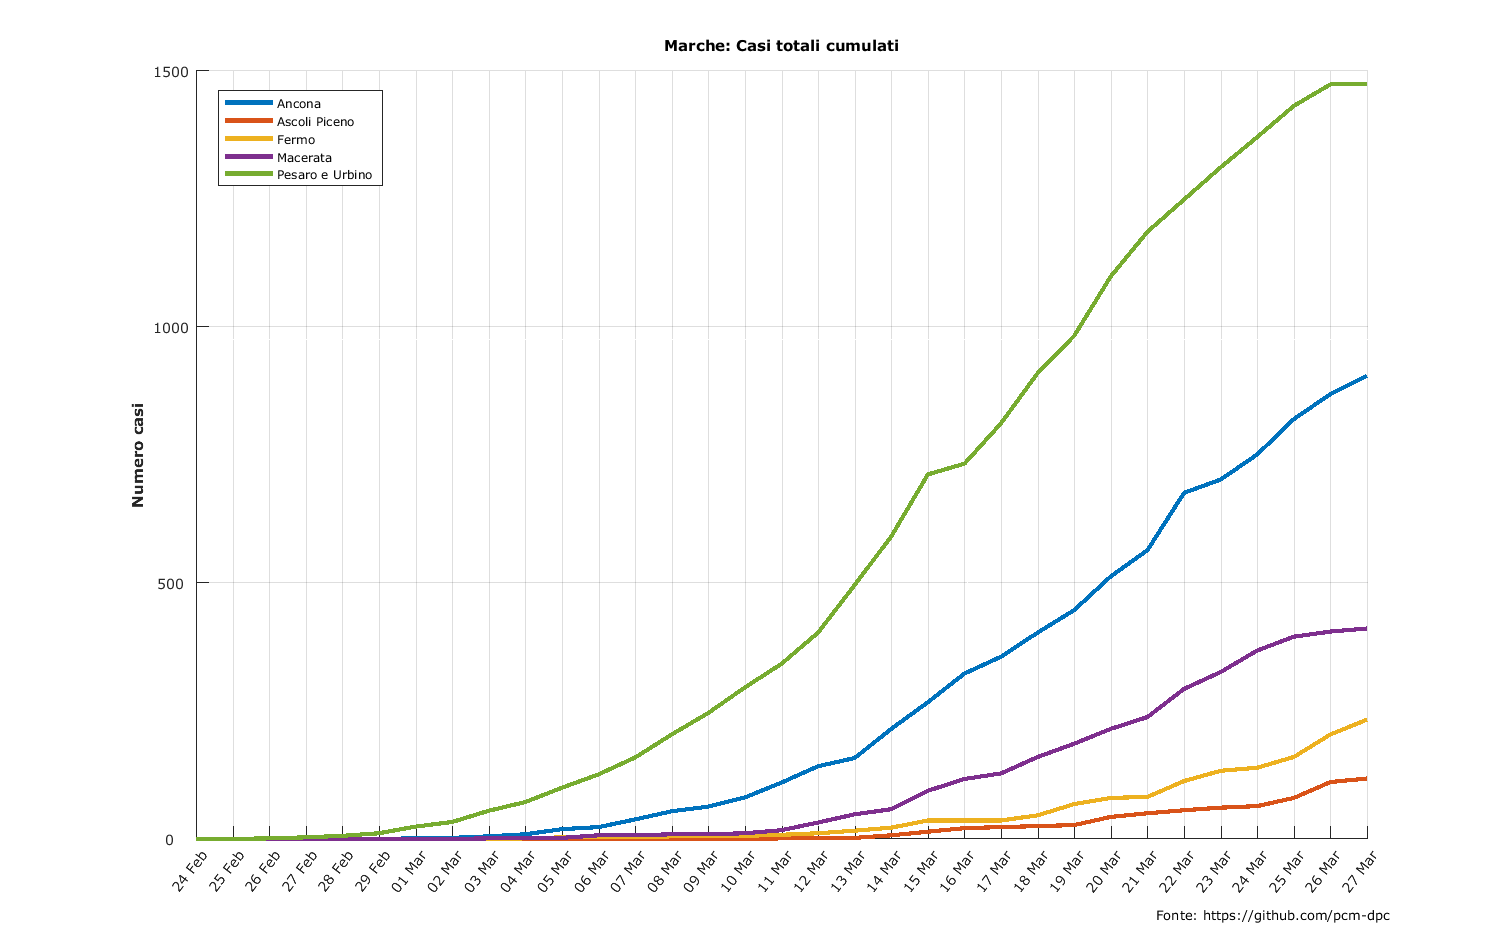 Marche: Casi totali cumulati
1500
1000
500
0
Numero casi
Ancona
Ascoli Piceno
Fermo
Macerata
Pesaro e Urbino
24 Feb
25 Feb
26 Feb
27 Feb
28 Feb
29 Feb
01 Mar
02 Mar
03 Mar
04 Mar
05 Mar
06 Mar
07 Mar
08 Mar
09 Mar
10 Mar
11 Mar
12 Mar
13 Mar
14 Mar
15 Mar
16 Mar
17 Mar
18 Mar
19 Mar
20 Mar
21 Mar
22 Mar
23 Mar
24 Mar
25 Mar
26 Mar
27 Mar
Fonte: https://github.com/pcm-dpc